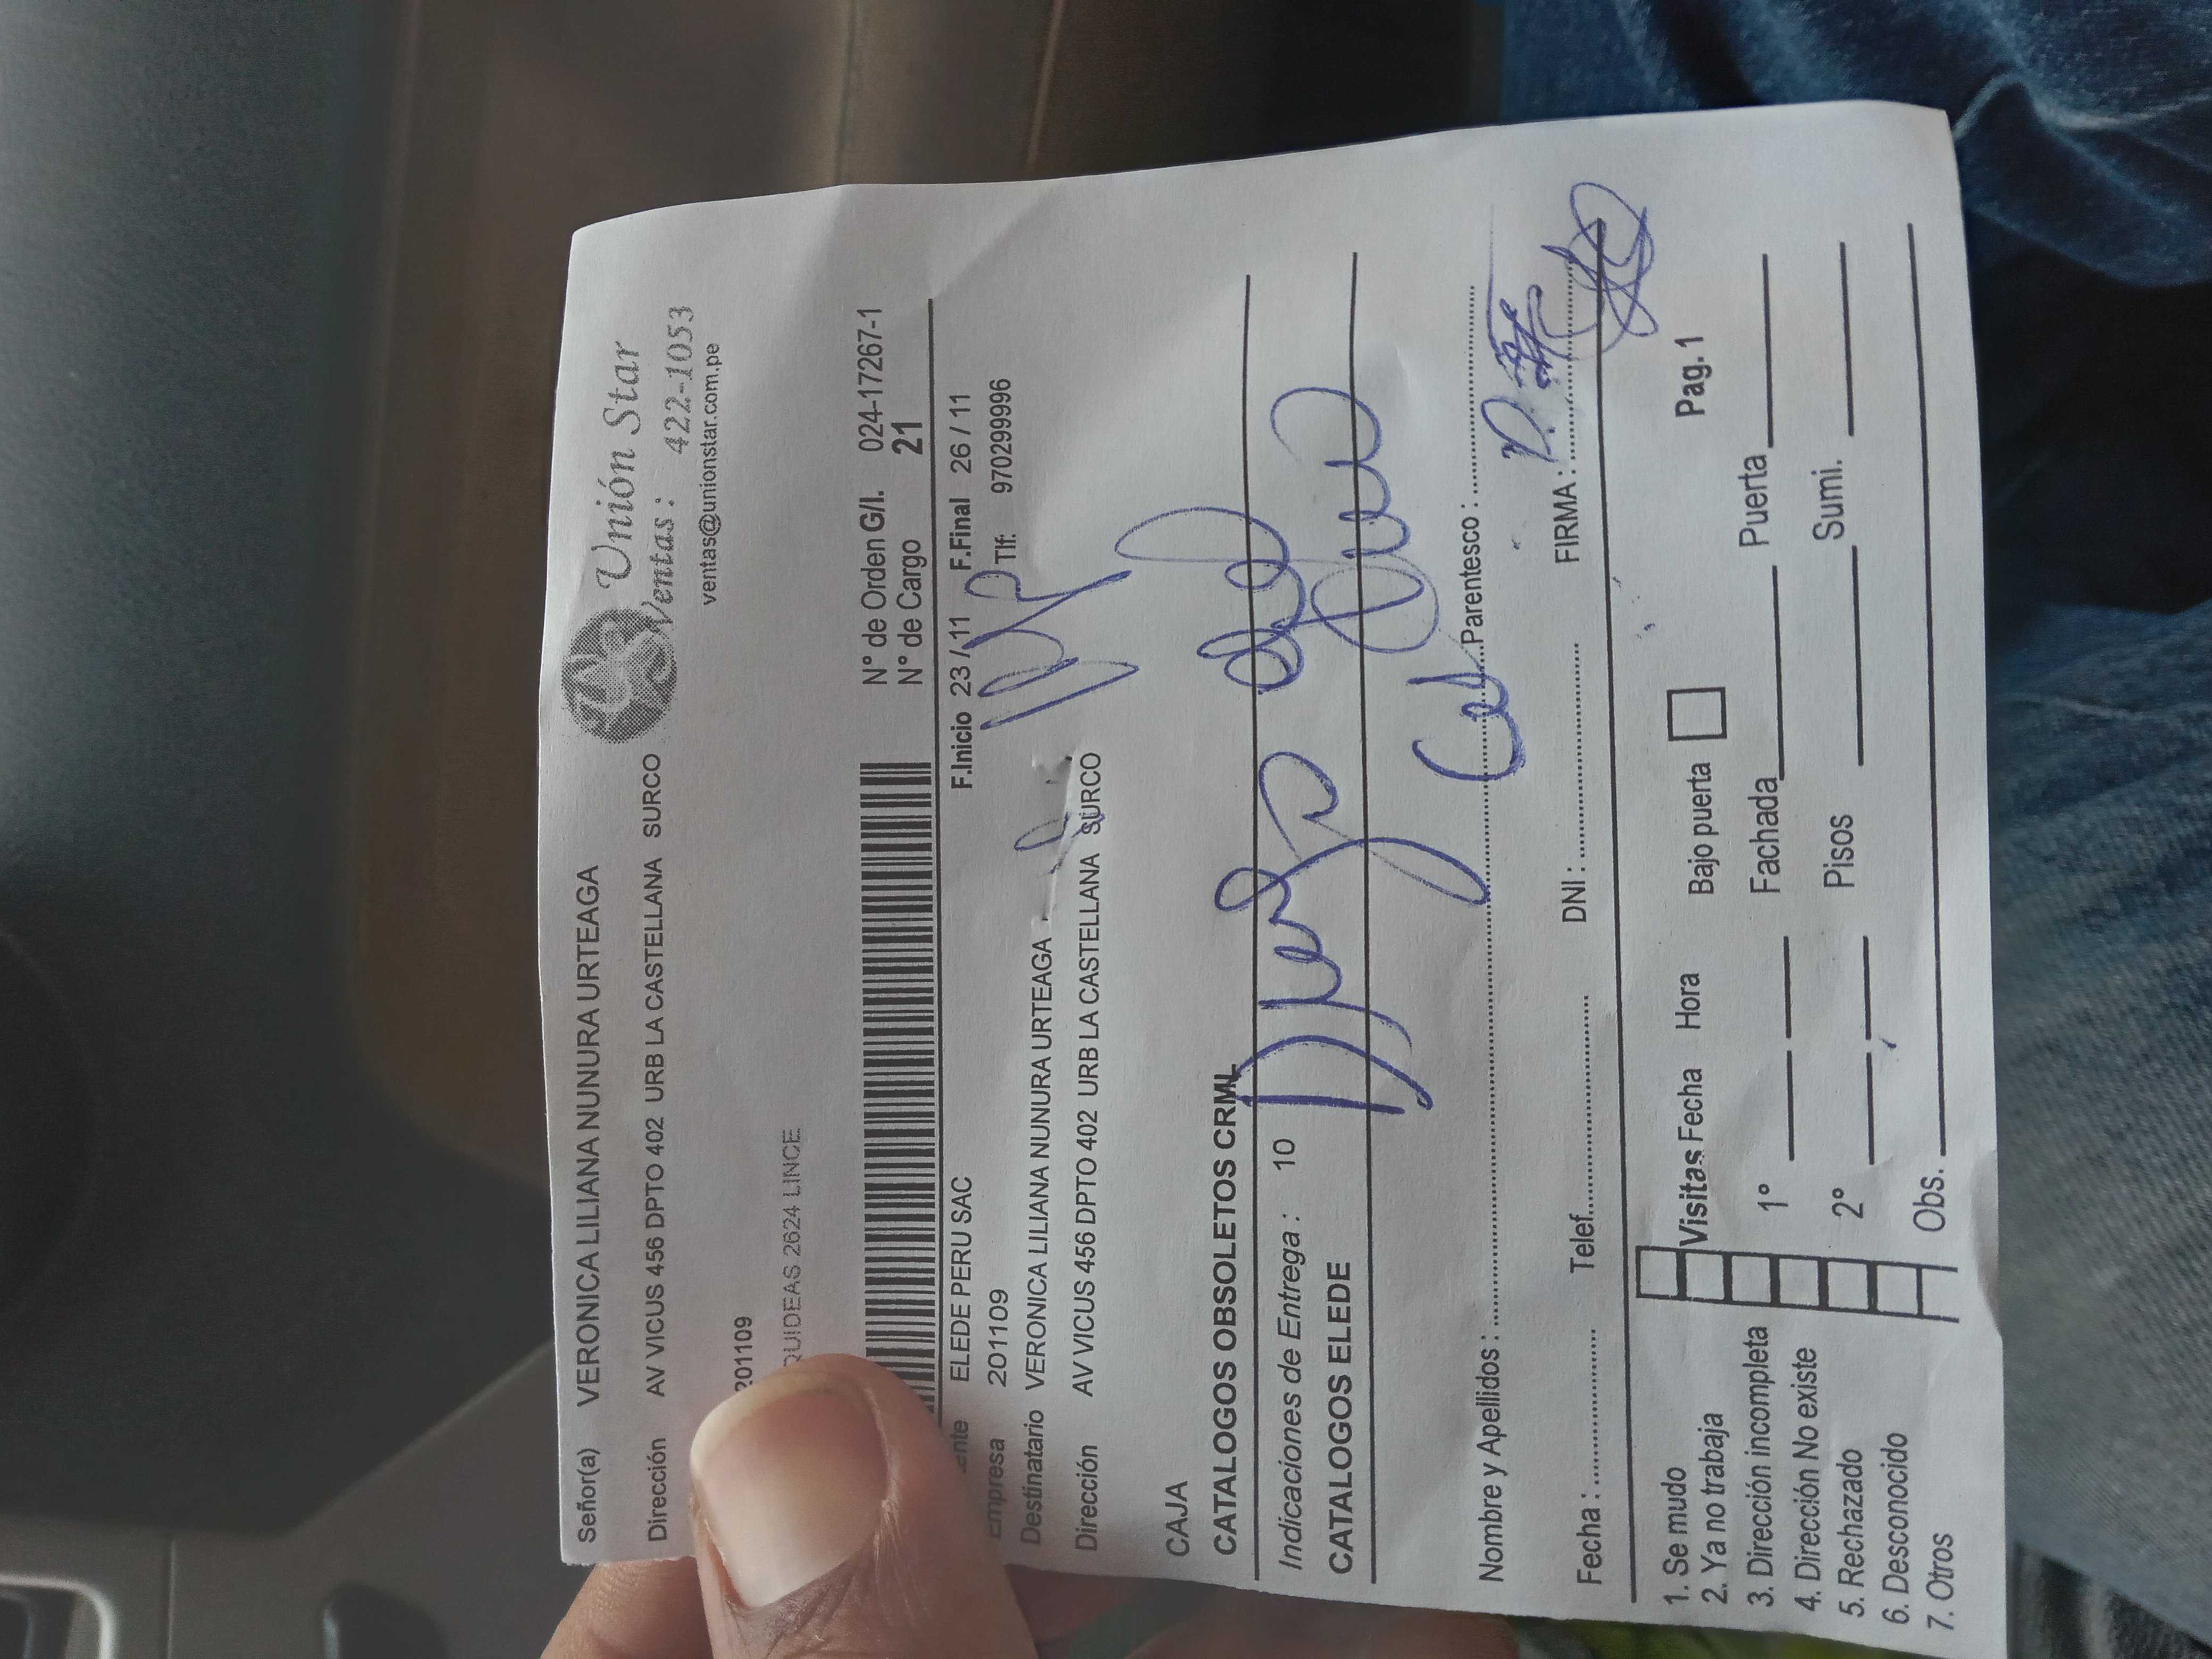 Señor(a) VERONICA LILIANA NUNURA URTEAGA
Unión Star
Dirección AV VICUS 456 DPTO 402 URB LA CASTELLANA SURCO
Ventas: 422-1053
ventas@unionstar.com.pe
201109
QUIDEAS 2624 LINCE.
N° de Orden G/I. 024-17267-1
N° de Cargo 21
ente ELEDE PERU SAC F.Inicio 23/11 F.Final 26/11
Empresa 201109 Tlf: 970299996
Destinatario VERONICA LILIANA NUNURA URTEAGA
Dirección AV VICUS 456 DPTO 402 URB LA CASTELLANA SURCO
CAJA
CATALOGOS OBSOLETOS CRML
Indicaciones de Entrega : 10
CATALOGOS ELEDE
Nombre y Apellidos : Parentesco :
Fecha : Telef. DNI : FIRMA :
1. Se mudo
2. Ya no trabaja
3. Dirección incompleta
4. Dirección No existe
5. Rechazado
6. Desconocido
7. Otros
Visitas Fecha Hora Bajo puerta Pag.1
1° Fachada Puerta
2° Pisos Sumi.
Obs.